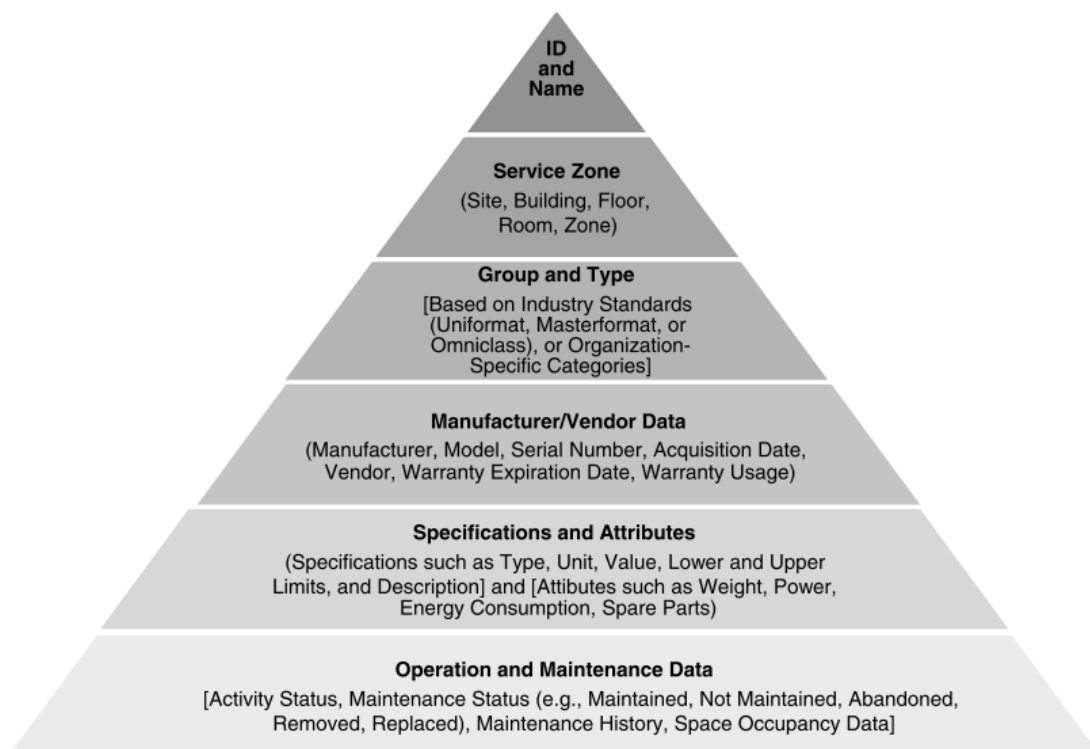 ID
and
Name
Service Zone
(Site, Building, Floor,
Room, Zone)
Group and Type
[Based on Industry Standards
(Uniformat, Masterformat, or
Omniclass), or Organization-
Specific Categories]
Manufacturer/Vendor Data
(Manufacturer, Model, Serial Number, Acquisition Date,
Vendor, Warranty Expiration Date, Warranty Usage)
Specifications and Attributes
(Specifications such as Type, Unit, Value, Lower and Upper
Limits, and Description] and [Attibutes such as Weight, Power,
Energy Consumption, Spare Parts)
Operation and Maintenance Data
[Activity Status, Maintenance Status (e.g., Maintained, Not Maintained, Abandoned,
Removed, Replaced), Maintenance History, Space Occupancy Data]